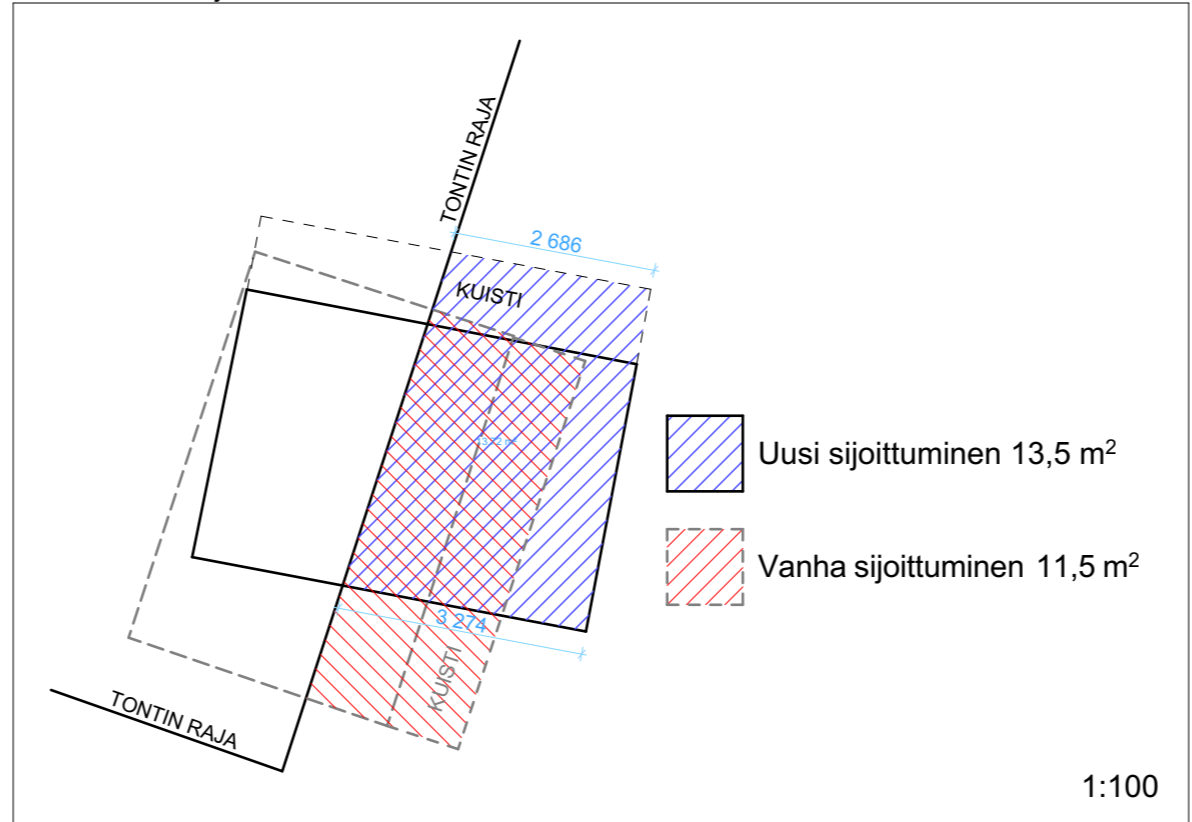 TONTIN RAJA
2 686
KUISTI
Uusi sijoittuminen 13,5 m²
Vanha sijoittuminen 11,5 m²
3 274
KUISTI
TONTIN RAJA
1:100